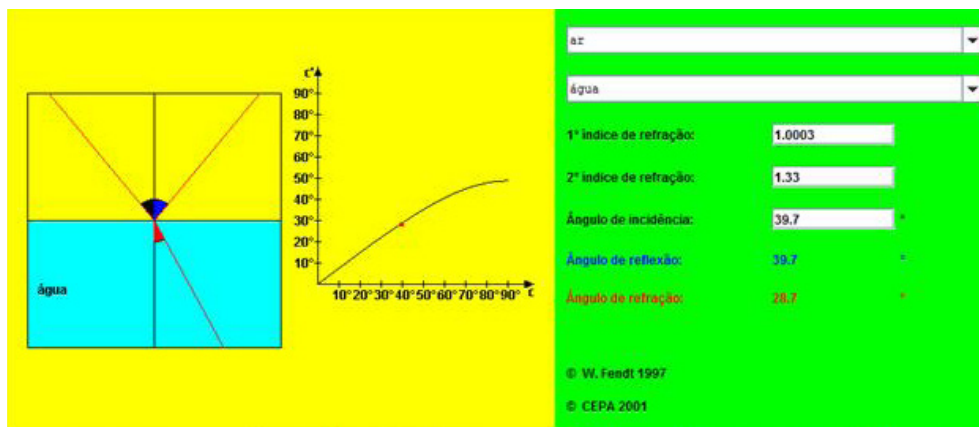 ar
água
1º índice de refração: 1.0003
2º índice de refração: 1.33
Ângulo de incidência: 39.7 °
Ângulo de reflexão: 39.7 °
Ângulo de refração: 28.7 °
© W. Fendt 1997
© CEPA 2001
água
ε'
90°
80°
70°
60°
50°
40°
30°
20°
10°
10° 20° 30° 40° 50° 60° 70° 80° 90° ε